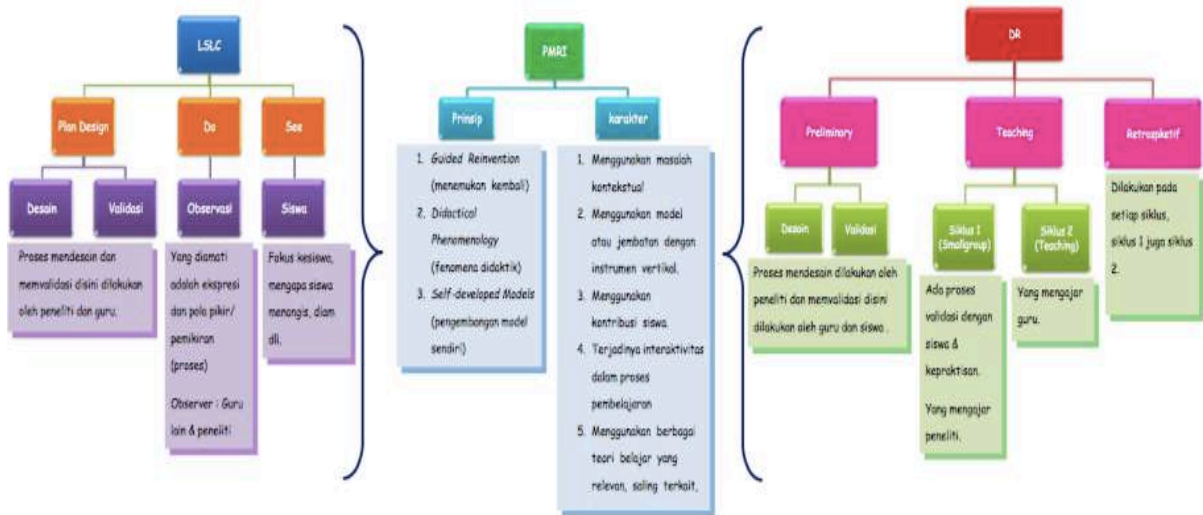 LSLC
Plan Design
Do
See
Desain
Validasi
Observasi
Siswa
Proses mendesain dan
memvalidasi disini dilakukan
oleh peneliti dan guru.
Yang diamati
adalah ekspresi
dan pola pikir/
pemikiran
(proses)
Observer : Guru
lain & peneliti
Fokus kesiswa,
mengapa siswa
menangis, diam
dll.
PMRI
Prinsip
karakter
1. Guided Reinvention
(menemukan kembali)
2. Didactical
Phenomenology
(fenomena didaktik)
3. Self-developed Models
(pengembangan model
sendiri)
1. Menggunakan masalah
kontekstual
2. Menggunakan model
atau jembatan dengan
instrumen vertikal.
3. Menggunakan
kontribusi siswa.
4. Terjadinya interaktivitas
dalam proses
pembelajaran
5. Menggunakan berbagai
teori belajar yang
relevan, saling terkait,
DR
Preliminary
Teaching
Retrospketif
Desain
Validasi
Siklus 1
(Smallgroup)
Siklus 2
(Teaching)
Proses mendesain dilakukan oleh
peneliti dan memvalidasi disini
dilakukan oleh guru dan siswa .
Ada proses
validasi dengan
siswa &
kepraktisan.
Yang mengajar
peneliti.
Yang mengajar
guru.
Dilakukan pada
setiap siklus,
siklus 1 juga siklus
2.